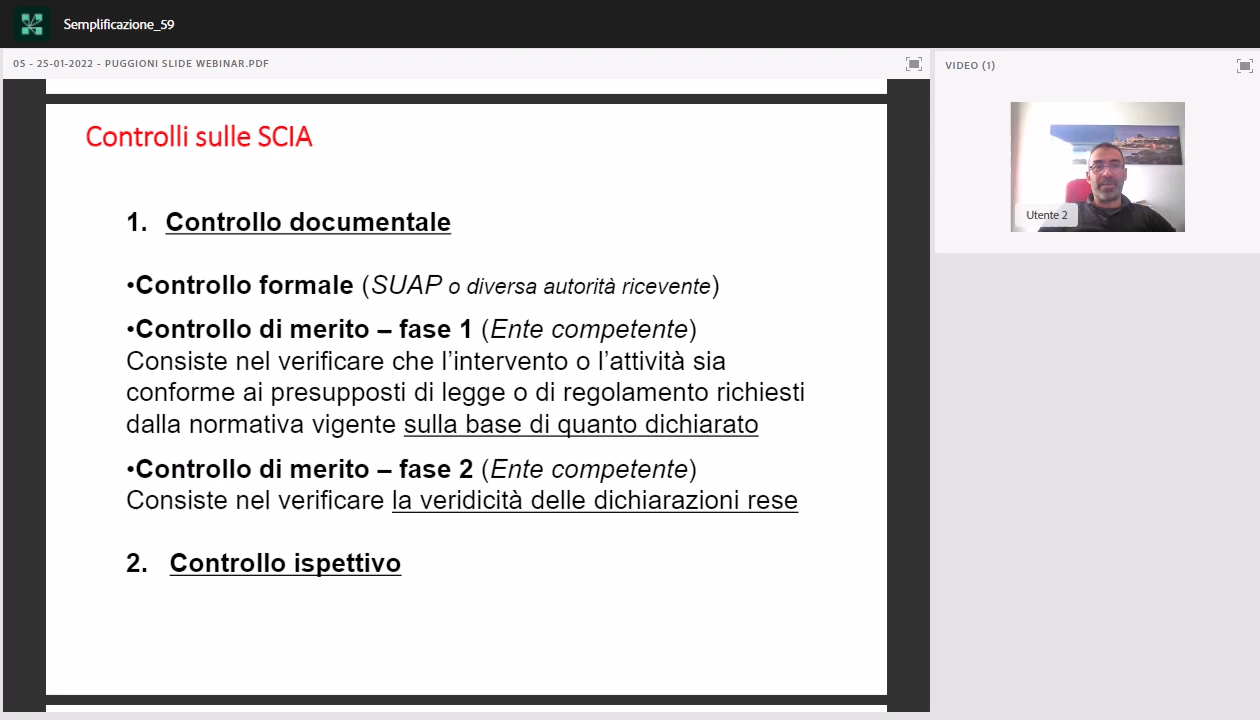 Semplificazione_59
05 - 25-01-2022 - PUGGIONI SLIDE WEBINAR.PDF
VIDEO (1)
Controlli sulle SCIA
1. Controllo documentale
•Controllo formale (SUAP o diversa autorità ricevente)
•Controllo di merito – fase 1 (Ente competente)
Consiste nel verificare che l’intervento o l’attività sia
conforme ai presupposti di legge o di regolamento richiesti
dalla normativa vigente sulla base di quanto dichiarato
•Controllo di merito – fase 2 (Ente competente)
Consiste nel verificare la veridicità delle dichiarazioni rese
2. Controllo ispettivo
Utente 2